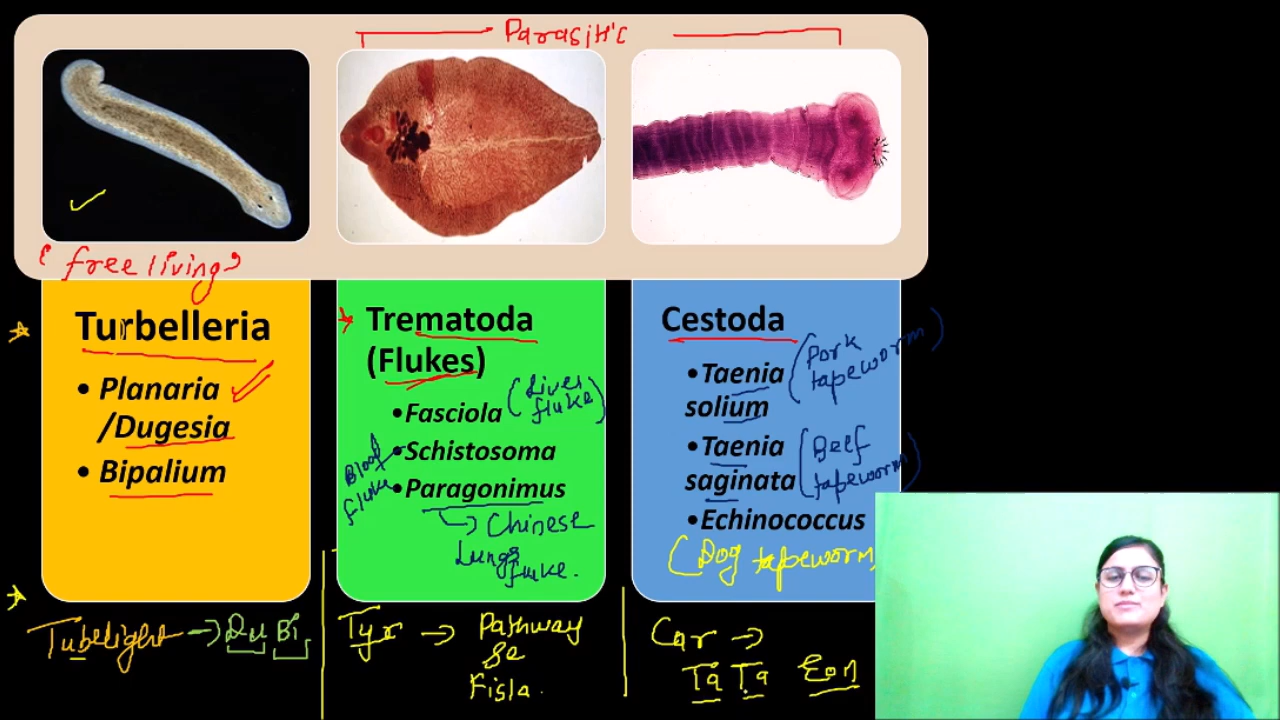 Parasitic
free living
Turbelleria
• Planaria
/Dugesia
• Bipalium
Trematoda
(Flukes)
•Fasciola (Liver fluke)
•Schistosoma
Blood fluke
•Paragonimus
→ Chinese
Lungs fluke.
Cestoda
•Taenia
solium
(Pork tapeworm)
•Taenia
saginata
(Beef tapeworm)
•Echinococcus
(Dog tapeworm)
Tubelight → Du Bi
Tyr → Pathway
Se
Fisla.
Car →
Ta Ta Eon